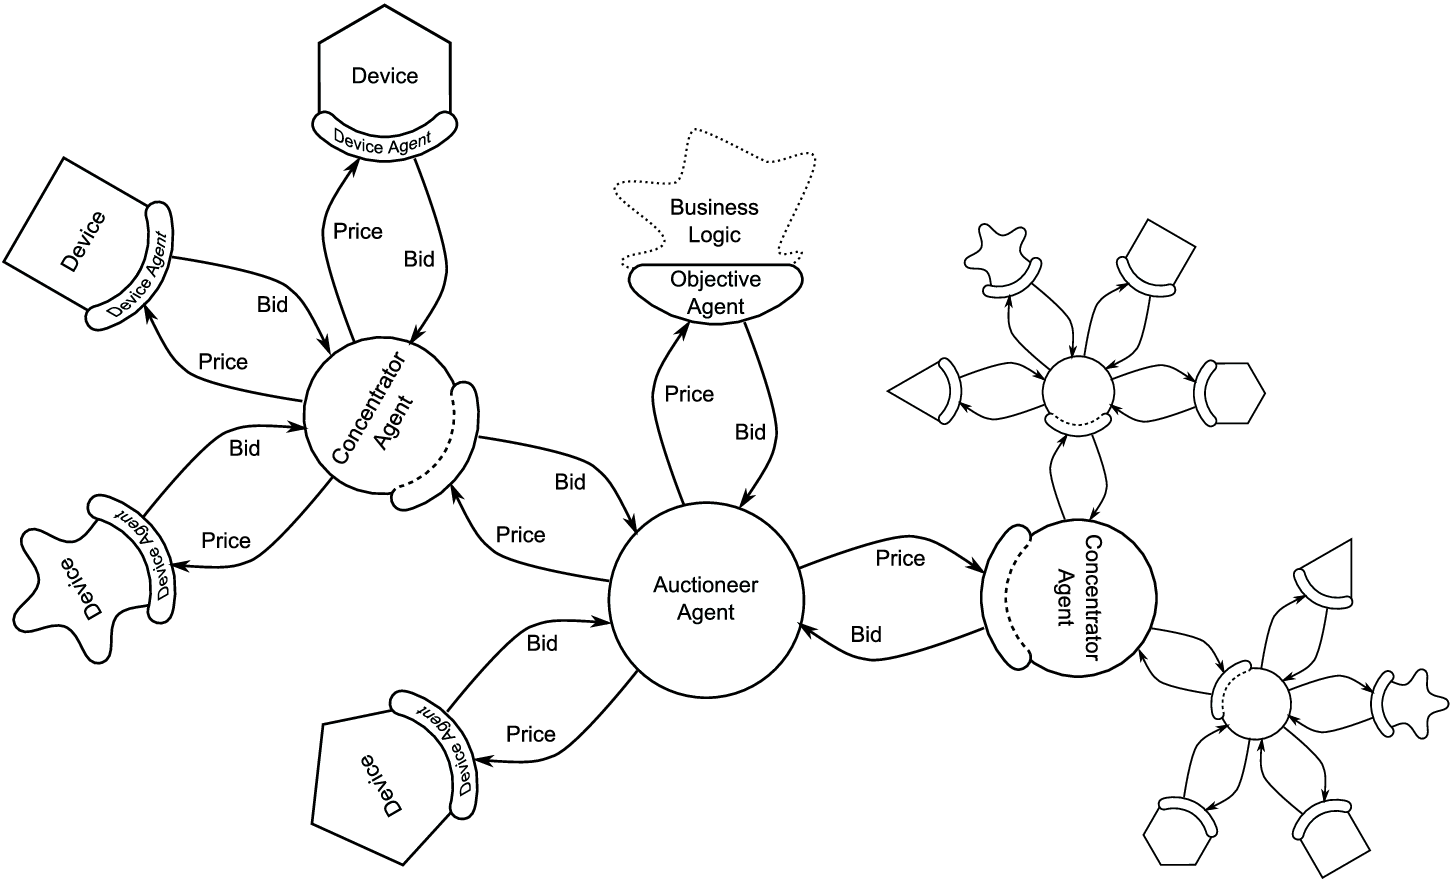 Device
Device Agent
Price
Bid
Device
Device Agent
Bid
Price
Concentrator
Agent
Bid
Price
Device
Device Agent
Business
Logic
Objective
Agent
Price
Bid
Bid
Price
Auctioneer
Agent
Price
Bid
Concentrator
Agent
Bid
Price
Device
Device Agent